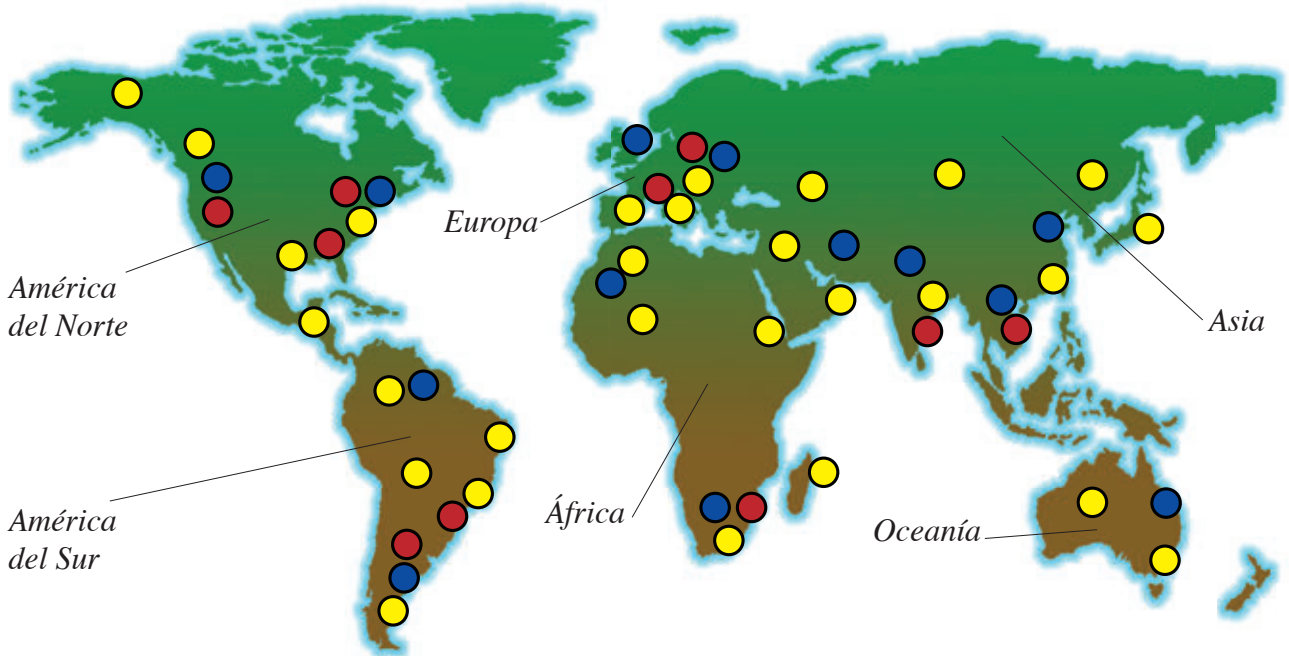 Europa
América
del Norte
Asia
América
del Sur
África
Oceanía